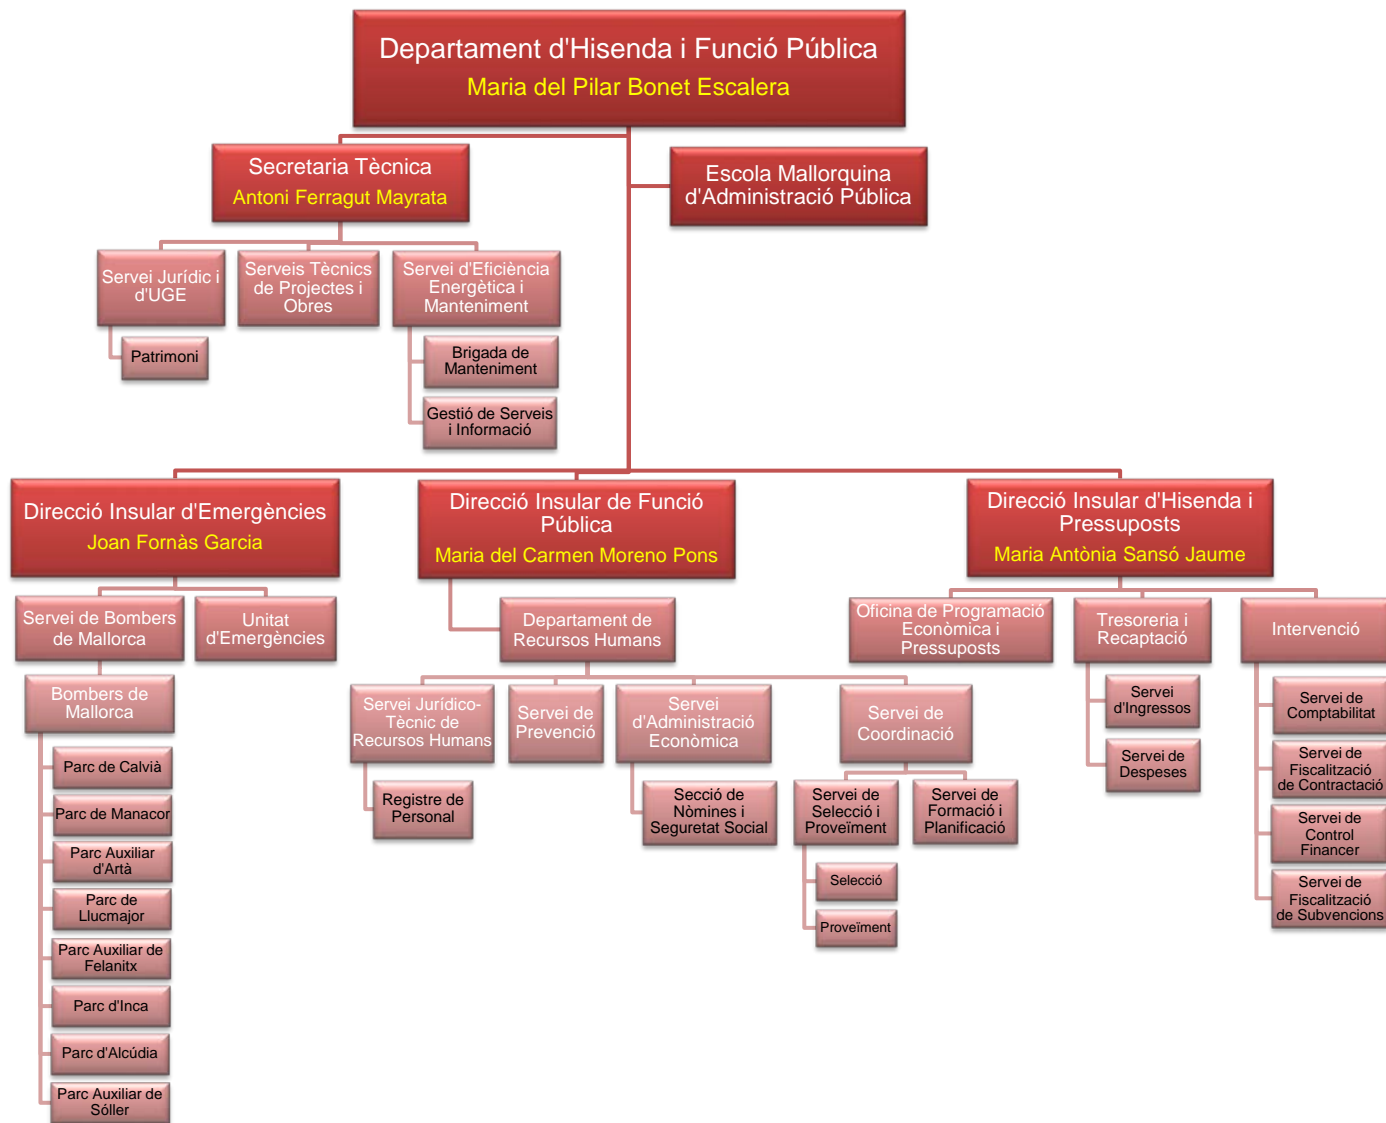 Departament d'Hisenda i Funció Pública
Maria del Pilar Bonet Escalera
Secretaria Tècnica
Antoni Ferragut Mayrata
Escola Mallorquina
d'Administració Pública
Servei Jurídic i
d'UGE
Serveis Tècnics
de Projectes i
Obres
Servei d'Eficiència
Energètica i
Manteniment
Patrimoni
Brigada de
Manteniment
Gestió de Serveis
i Informació
Direcció Insular d'Emergències
Joan Fornàs Garcia
Direcció Insular de Funció
Pública
Maria del Carmen Moreno Pons
Direcció Insular d'Hisenda i
Pressuposts
Maria Antònia Sansó Jaume
Servei de Bombers
de Mallorca
Unitat
d'Emergències
Bombers de
Mallorca
Parc de Calvià
Parc de Manacor
Parc Auxiliar
d'Artà
Parc de
Llucmajor
Parc Auxiliar de
Felanitx
Parc d'Inca
Parc d'Alcúdia
Parc Auxiliar de
Sóller
Departament de
Recursos Humans
Servei Jurídico-
Tècnic de
Recursos Humans
Servei de
Prevenció
Servei
d'Administració
Econòmica
Servei de
Coordinació
Registre de
Personal
Secció de
Nòmines i
Seguretat Social
Servei de
Selecció i
Proveïment
Servei de
Formació i
Planificació
Selecció
Proveïment
Oficina de Programació
Econòmica i
Pressuposts
Tresoreria i
Recaptació
Intervenció
Servei
d'Ingressos
Servei de
Despeses
Servei de
Comptabilitat
Servei de
Fiscalització
de Contractació
Servei de
Control
Financer
Servei de
Fiscalització
de Subvencions